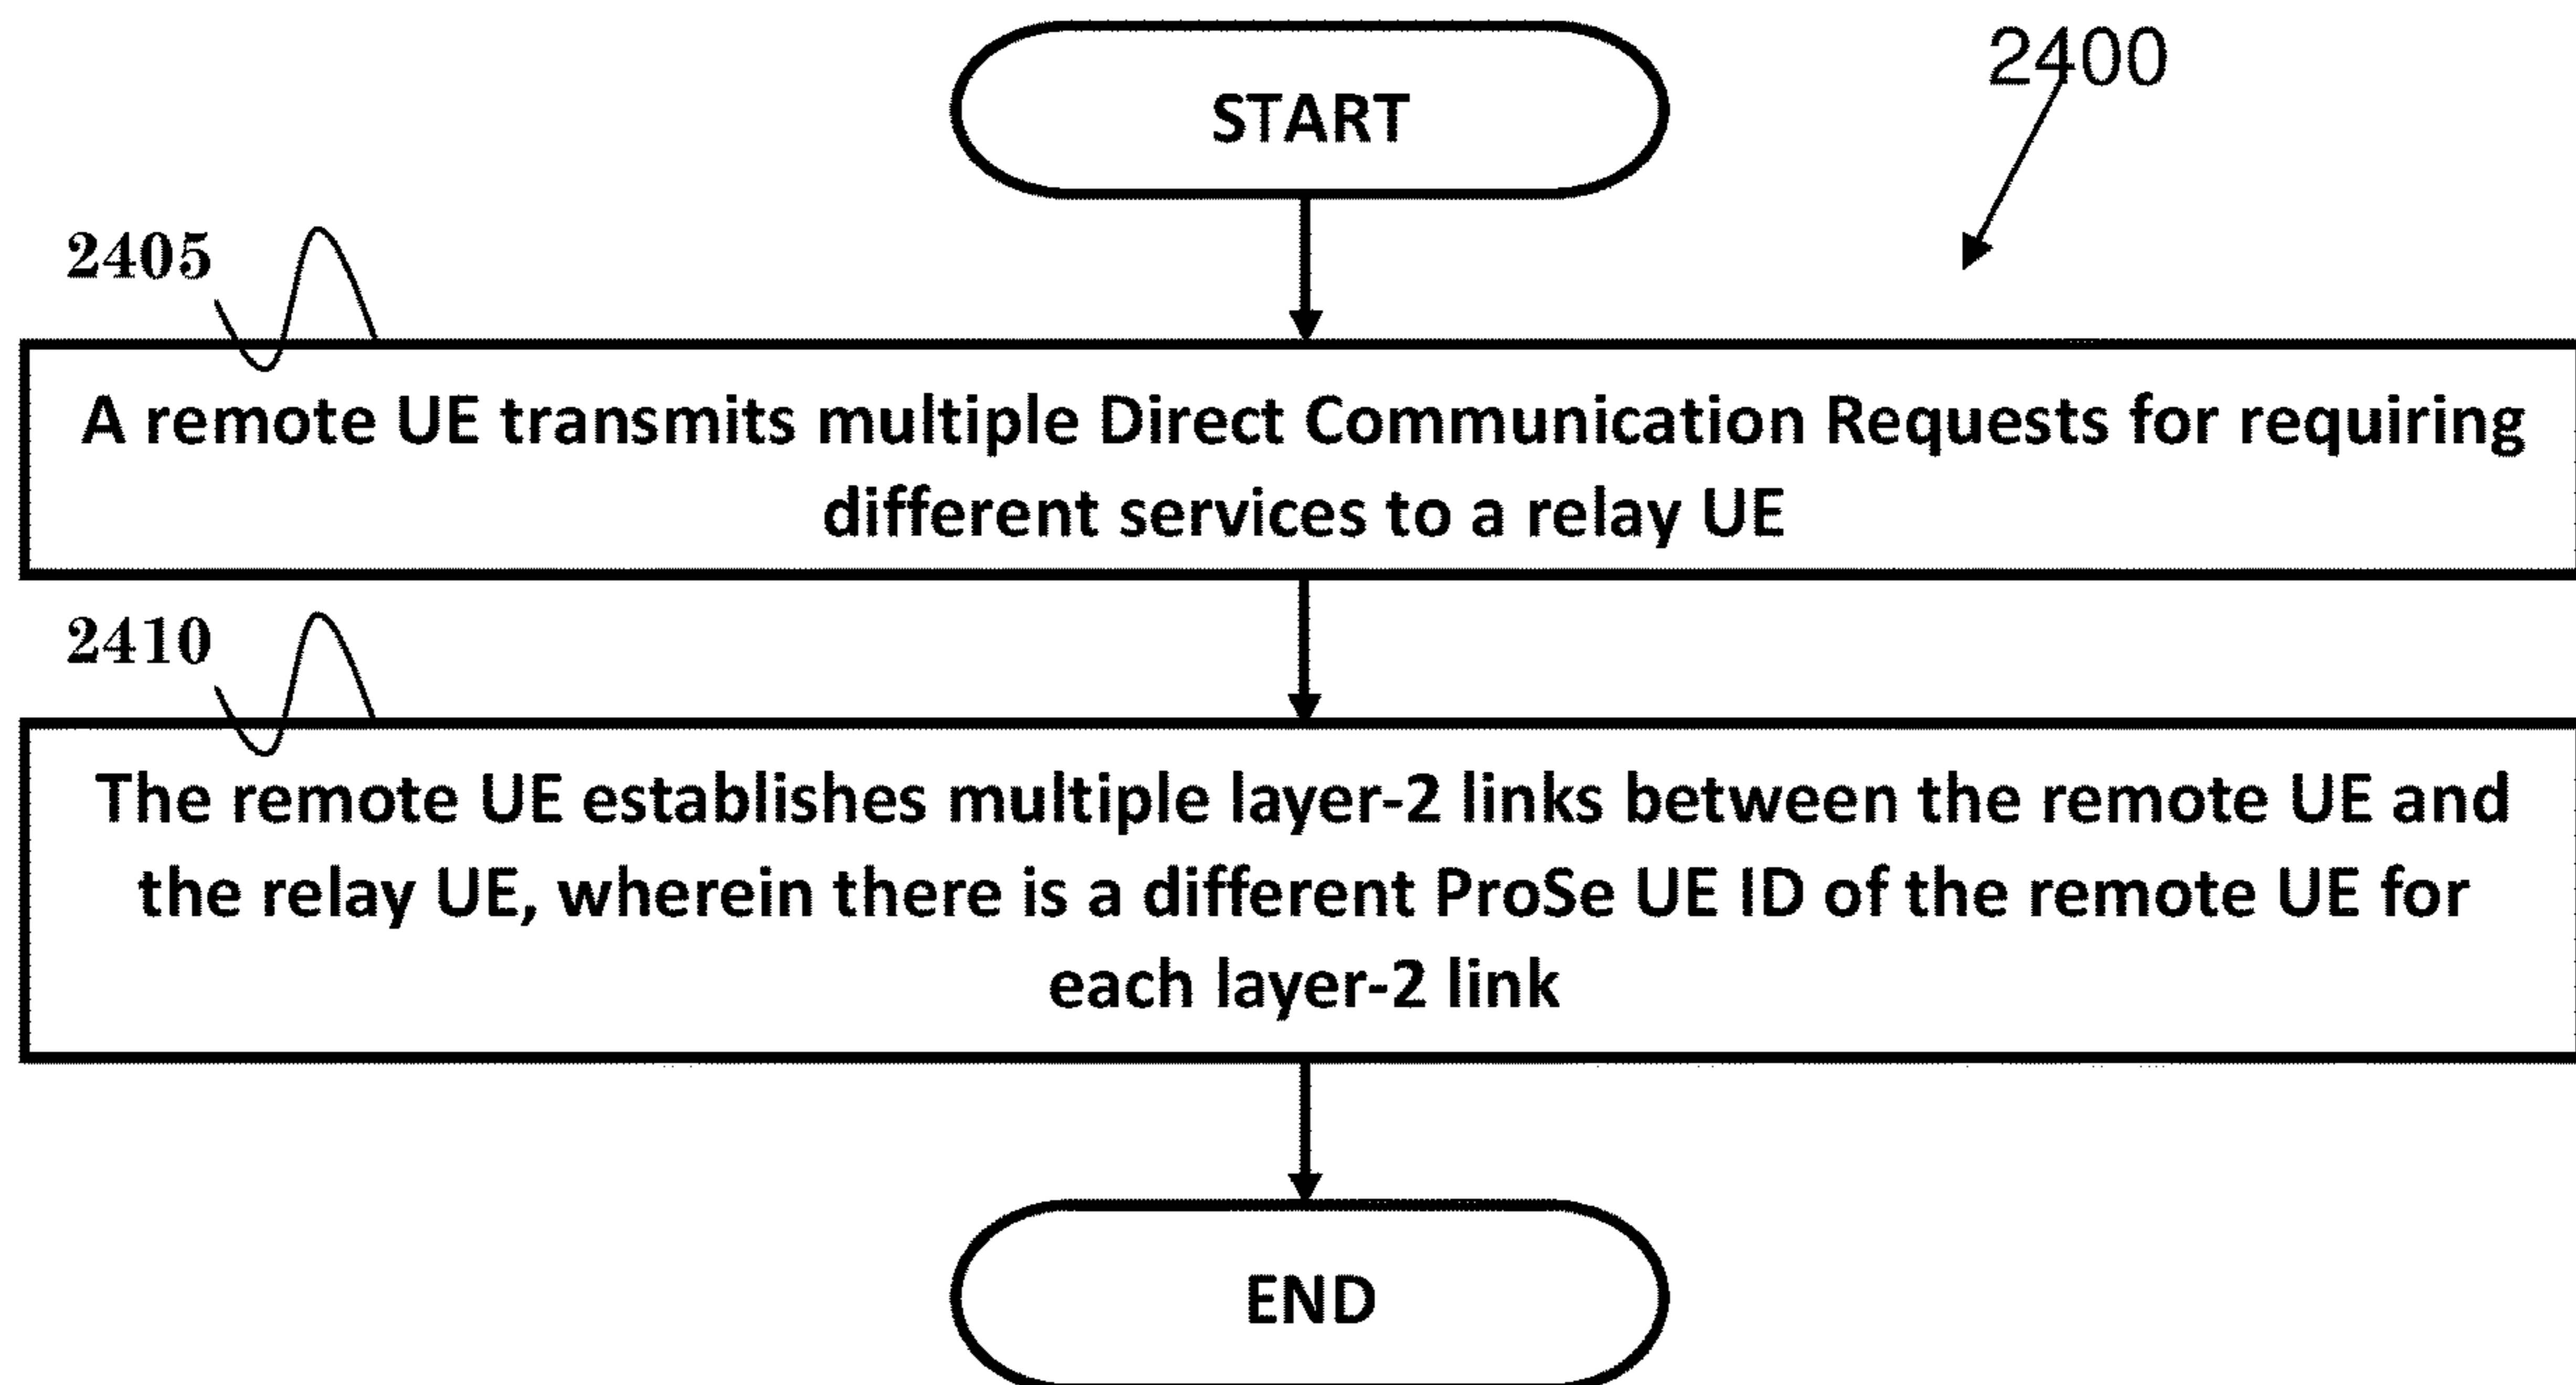 START
2400
2405
A remote UE transmits multiple Direct Communication Requests for requiring
different services to a relay UE
2410
The remote UE establishes multiple layer-2 links between the remote UE and
the relay UE, wherein there is a different ProSe UE ID of the remote UE for
each layer-2 link
END